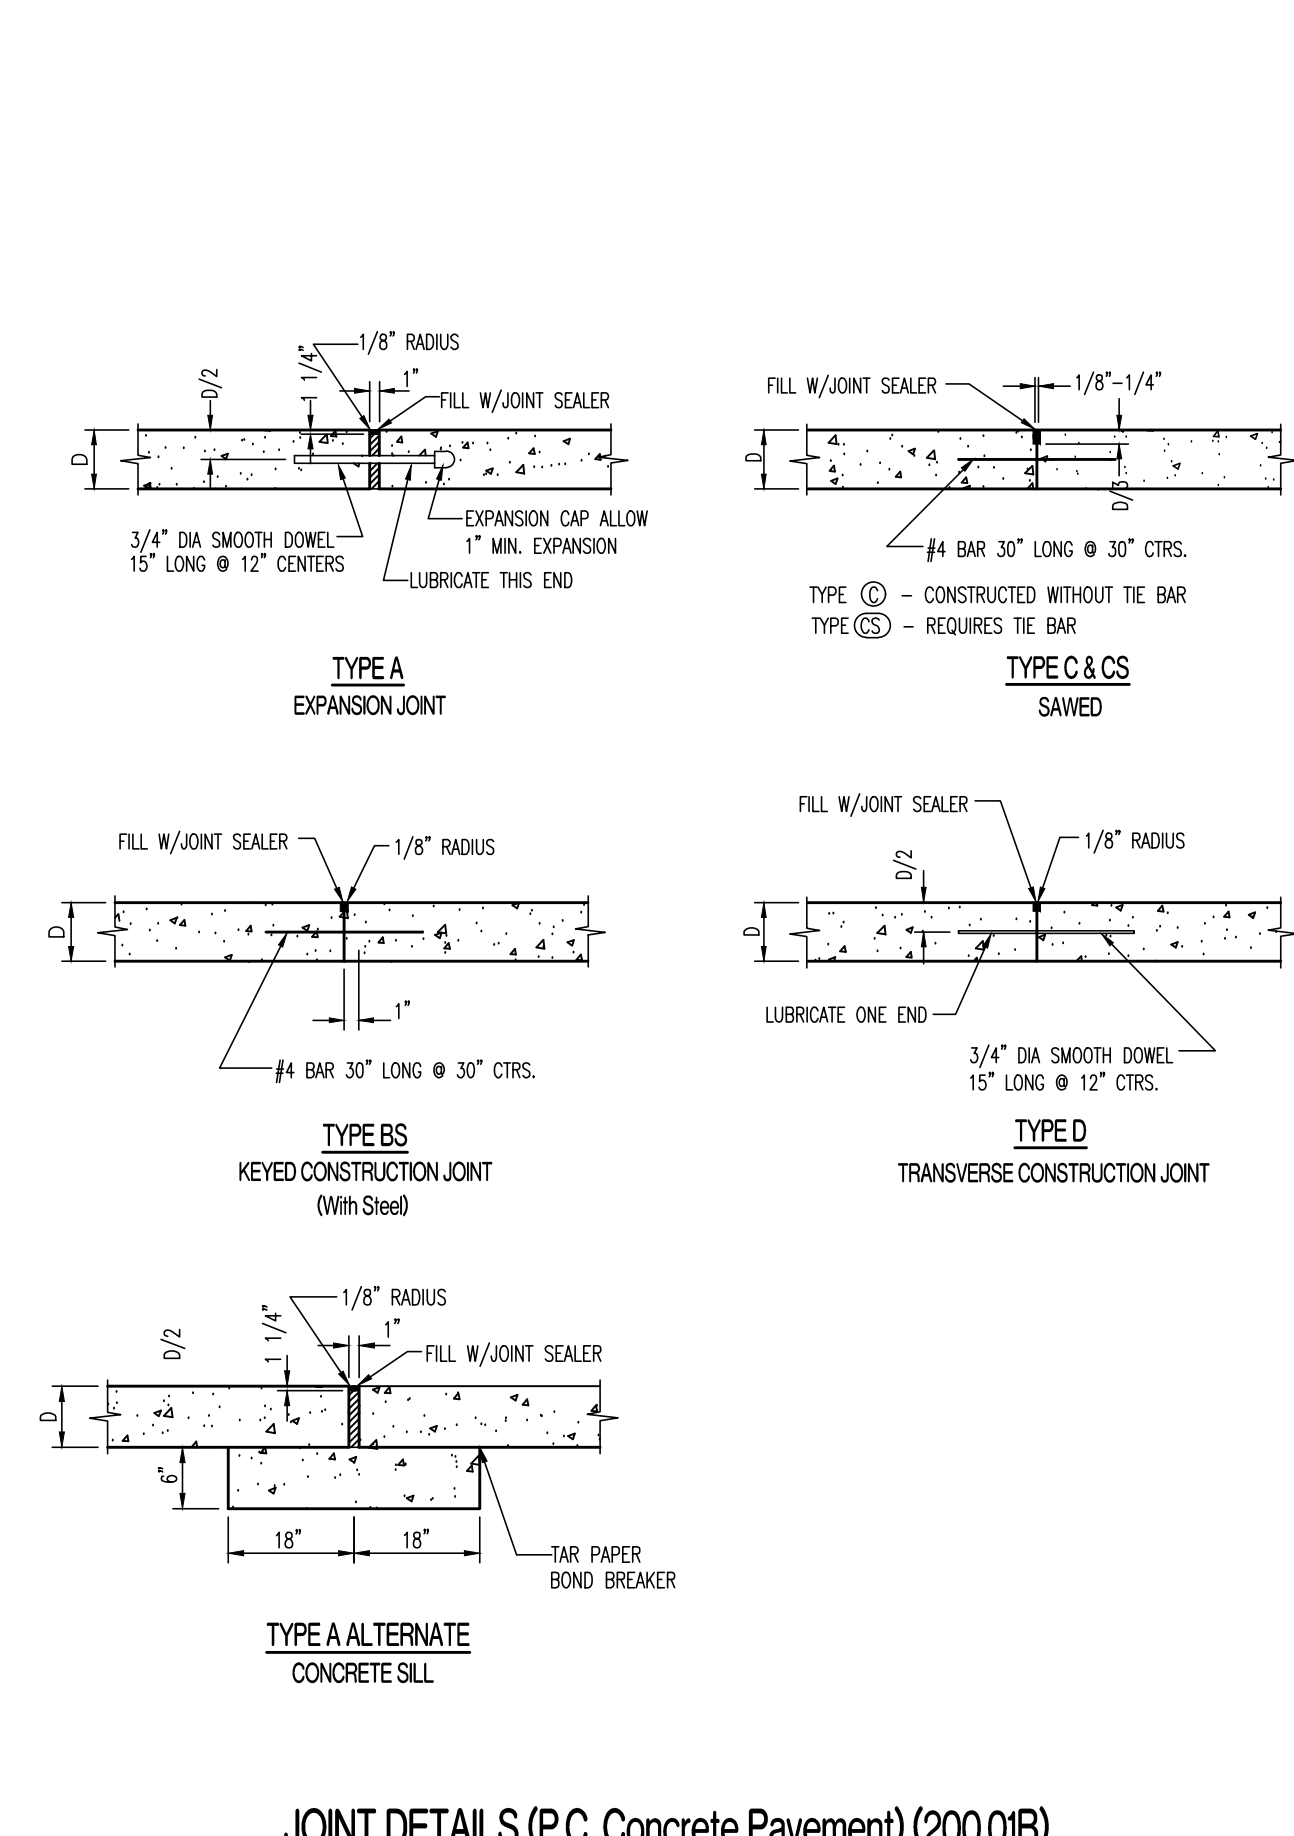 1/8" RADIUS
D/2
1 1/4"
1"
FILL W/JOINT SEALER
D
EXPANSION CAP ALLOW
1" MIN. EXPANSION
3/4" DIA SMOOTH DOWEL
15" LONG @ 12" CENTERS
LUBRICATE THIS END
TYPE A
EXPANSION JOINT
FILL W/JOINT SEALER
1/8"-1/4"
D
D/3
#4 BAR 30" LONG @ 30" CTRS.
TYPE C - CONSTRUCTED WITHOUT TIE BAR
TYPE CS - REQUIRES TIE BAR
TYPE C & CS
SAWED
FILL W/JOINT SEALER
1/8" RADIUS
D
1"
#4 BAR 30" LONG @ 30" CTRS.
TYPE BS
KEYED CONSTRUCTION JOINT
(With Steel)
FILL W/JOINT SEALER
1/8" RADIUS
D/2
D
LUBRICATE ONE END
3/4" DIA SMOOTH DOWEL
15" LONG @ 12" CTRS.
TYPE D
TRANSVERSE CONSTRUCTION JOINT
1/8" RADIUS
D/2
1 1/4"
1"
FILL W/JOINT SEALER
D
6"
18"
18"
TAR PAPER
BOND BREAKER
TYPE A ALTERNATE
CONCRETE SILL
JOINT DETAILS (P.C. Concrete Pavement) (200.01B)